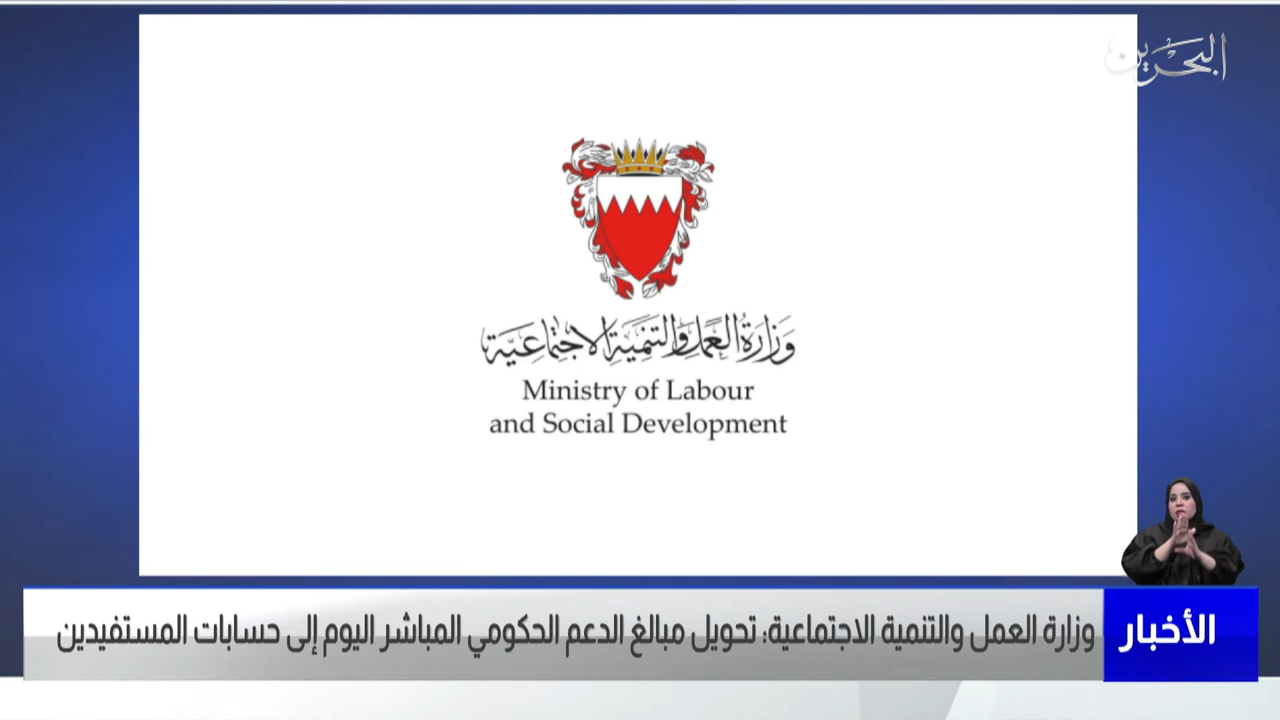 البحرين
وزارة العمل والتنمية الاجتماعية
Ministry of Labour
and Social Development
الأخبار
وزارة العمل والتنمية الاجتماعية: تحويل مبالغ الدعم الحكومي المباشر اليوم إلى حسابات المستفيدين